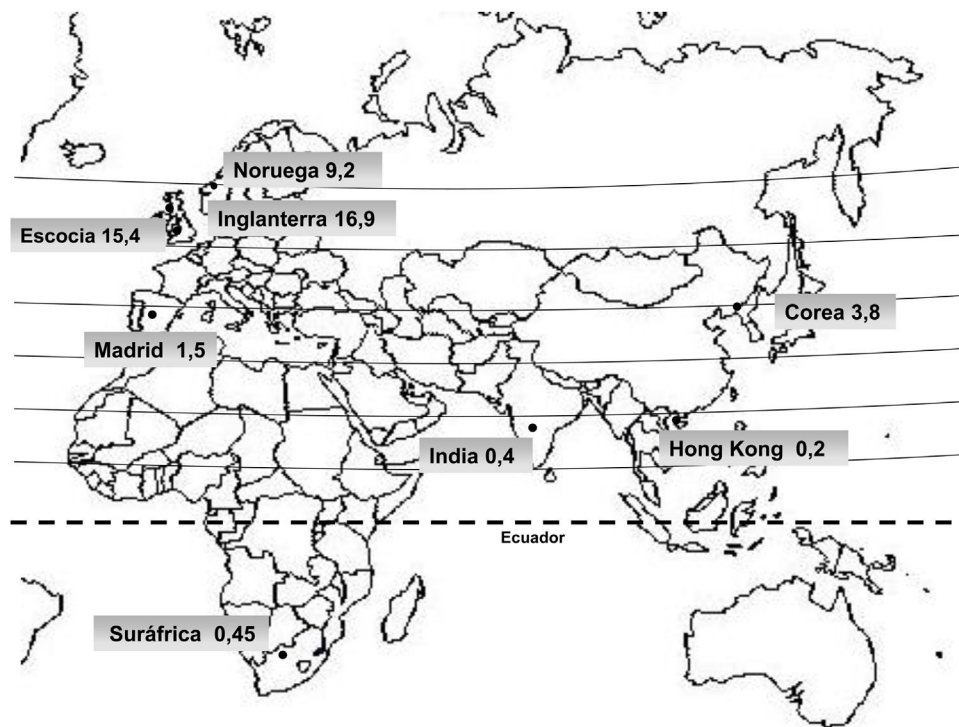 Noruega 9,2
Inglanterra 16,9
Escocia 15,4
Corea 3,8
Madrid 1,5
India 0,4
Hong Kong 0,2
Ecuador
Suráfrica 0,45